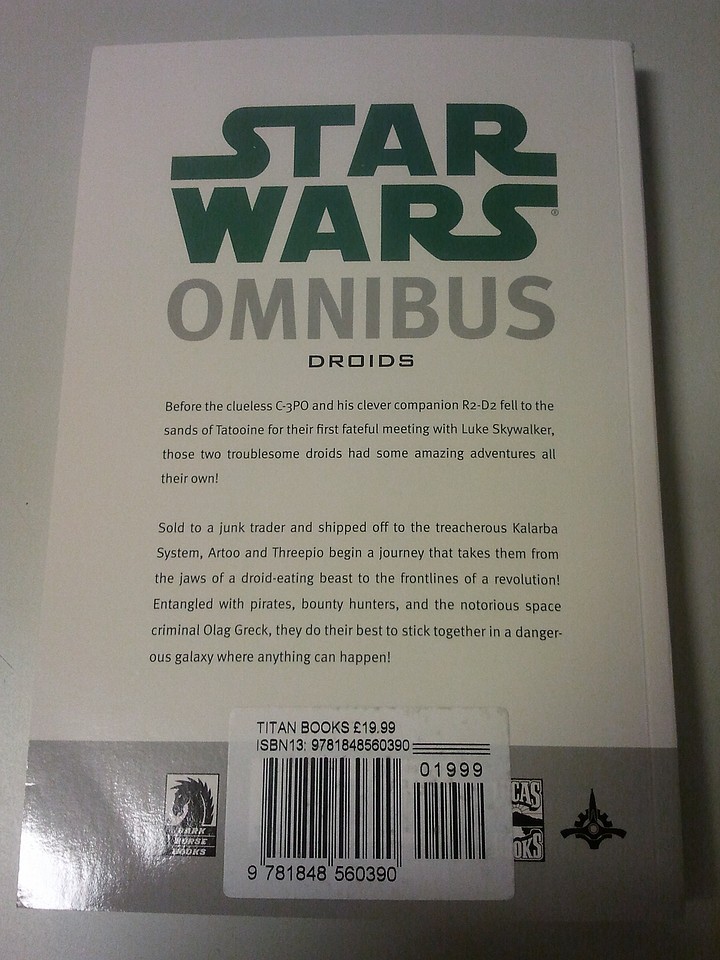 STAR
WARS®
OMNIBUS
DROIDS
Before the clueless C-3PO and his clever companion R2-D2 fell to the
sands of Tatooine for their first fateful meeting with Luke Skywalker,
those two troublesome droids had some amazing adventures all
their own!
Sold to a junk trader and shipped off to the treacherous Kalarba
System, Artoo and Threepio begin a journey that takes them from
the jaws of a droid-eating beast to the frontlines of a revolution!
Entangled with pirates, bounty hunters, and the notorious space
criminal Olag Greck, they do their best to stick together in a danger-
ous galaxy where anything can happen!
TITAN BOOKS £19.99
ISBN13: 9781848560390
01999
9 781848 560390
DARK
HORSE
BOOKS
CAS
OKS